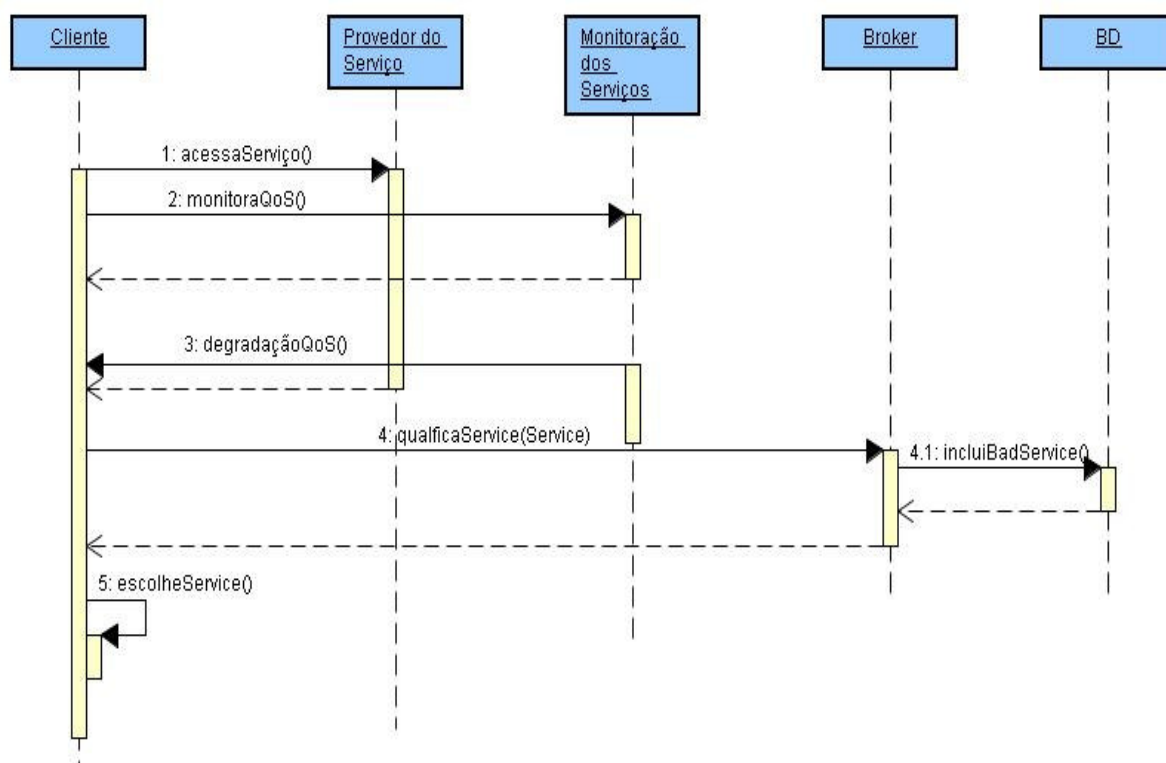 Cliente
Provedor do
Serviço
Monitoração
dos
Serviços
Broker
BD
1: acessaServiço()
2: monitoraQoS()
3: degradaçãoQoS()
4: qualficaService(Service)
4.1: incluiBadService()
5: escolheService()